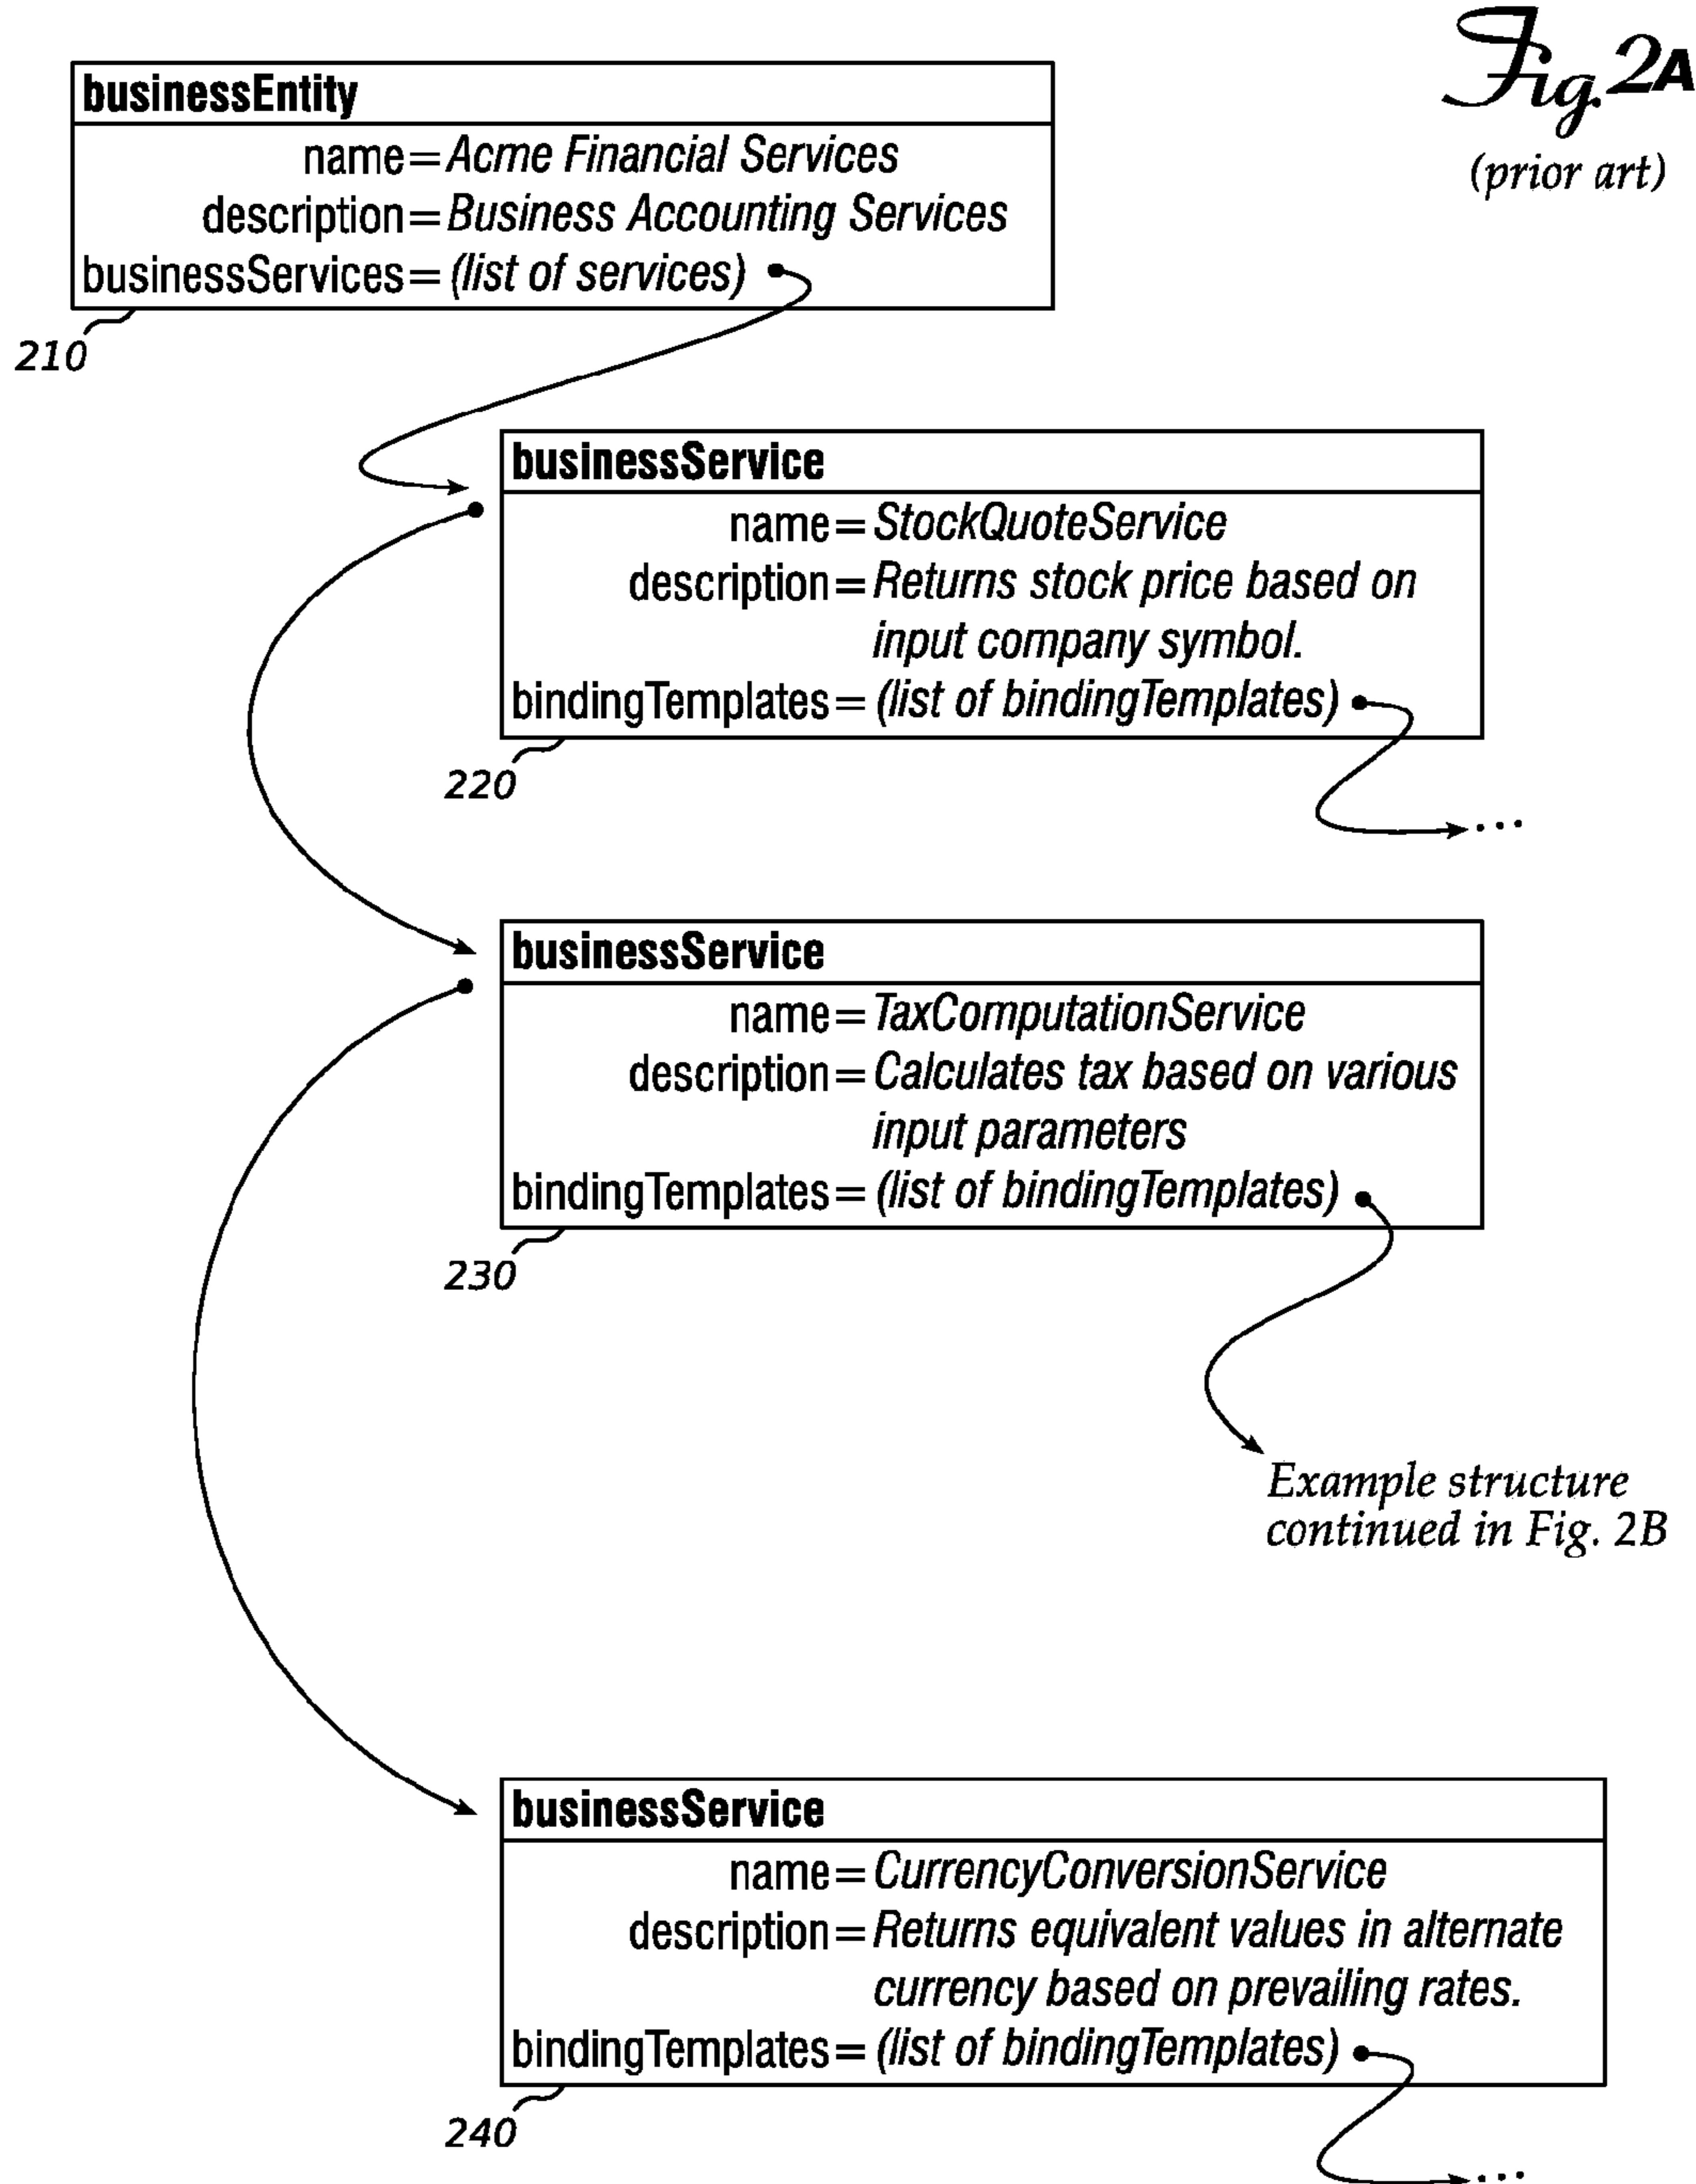 Fig. 2A
(prior art)
businessEntity
name=Acme Financial Services
description=Business Accounting Services
businessServices=(list of services)
210
businessService
name=StockQuoteService
description=Returns stock price based on
input company symbol.
bindingTemplates=(list of bindingTemplates)
220
...
businessService
name=TaxComputationService
description=Calculates tax based on various
input parameters
bindingTemplates=(list of bindingTemplates)
230
Example structure
continued in Fig. 2B
businessService
name=CurrencyConversionService
description=Returns equivalent values in alternate
currency based on prevailing rates.
bindingTemplates=(list of bindingTemplates)
240
...